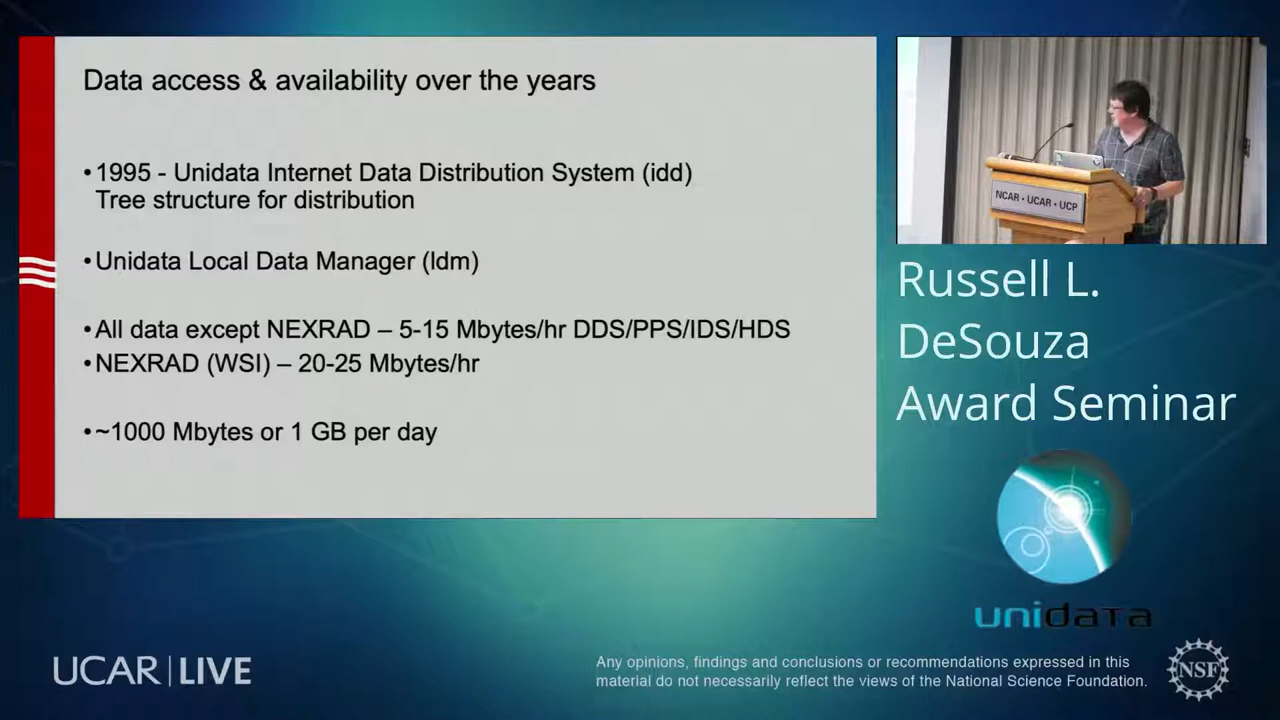 Data access & availability over the years
•1995 - Unidata Internet Data Distribution System (idd)
Tree structure for distribution
•Unidata Local Data Manager (ldm)
•All data except NEXRAD – 5-15 Mbytes/hr DDS/PPS/IDS/HDS
•NEXRAD (WSI) – 20-25 Mbytes/hr
•~1000 Mbytes or 1 GB per day
NCAR • UCAR • UCP
Russell L.
DeSouza
Award Seminar
unidata
UCAR | LIVE
Any opinions, findings and conclusions or recommendations expressed in this
material do not necessarily reflect the views of the National Science Foundation.
NSF